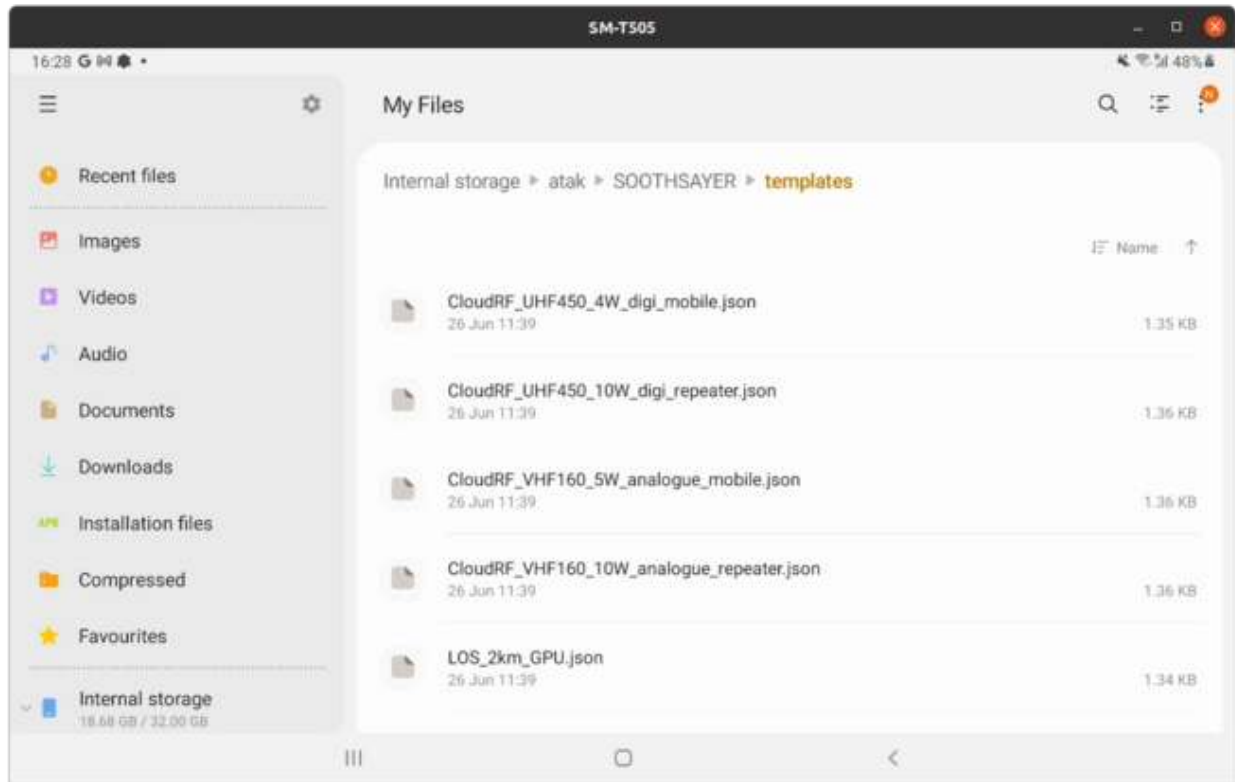 SM-T505
16:28 G
48%
My Files
N
Recent files
Internal storage ▸ atak ▸ SOOTHSAYER ▸ templates
Images
Name ↑
Videos
CloudRF_UHF450_4W_digi_mobile.json
26 Jun 11:39
1.35 KB
Audio
CloudRF_UHF450_10W_digi_repeater.json
26 Jun 11:39
1.36 KB
Documents
Downloads
CloudRF_VHF160_5W_analogue_mobile.json
26 Jun 11:39
1.36 KB
APK Installation files
Compressed
CloudRF_VHF160_10W_analogue_repeater.json
26 Jun 11:39
1.36 KB
Favourites
LOS_2km_GPU.json
26 Jun 11:39
1.34 KB
Internal storage
18.68 GB / 32.00 GB